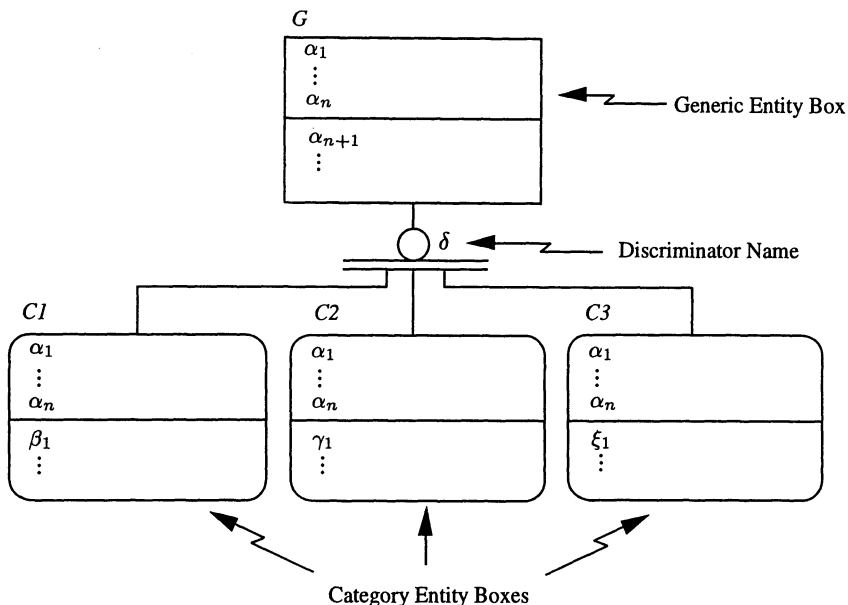 G
α₁
⋮
αₙ
Generic Entity Box
αₙ₊₁
⋮
δ
Discriminator Name
C1
C2
C3
α₁
α₁
α₁
⋮
⋮
⋮
αₙ
αₙ
αₙ
β₁
γ₁
ξ₁
⋮
⋮
⋮
Category Entity Boxes